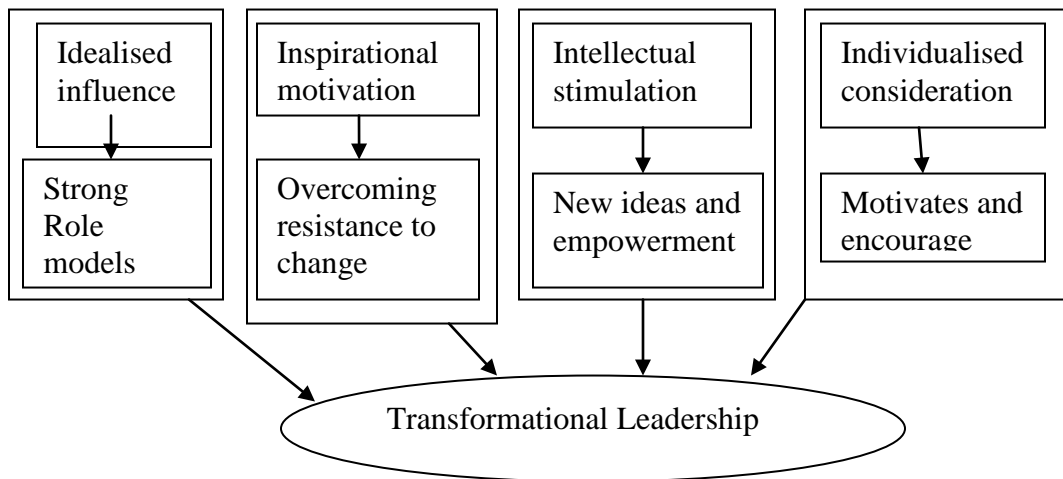 Idealised
influence
Strong
Role
models
Inspirational
motivation
Overcoming
resistance to
change
Intellectual
stimulation
New ideas and
empowerment
Individualised
consideration
Motivates and
encourage
Transformational Leadership